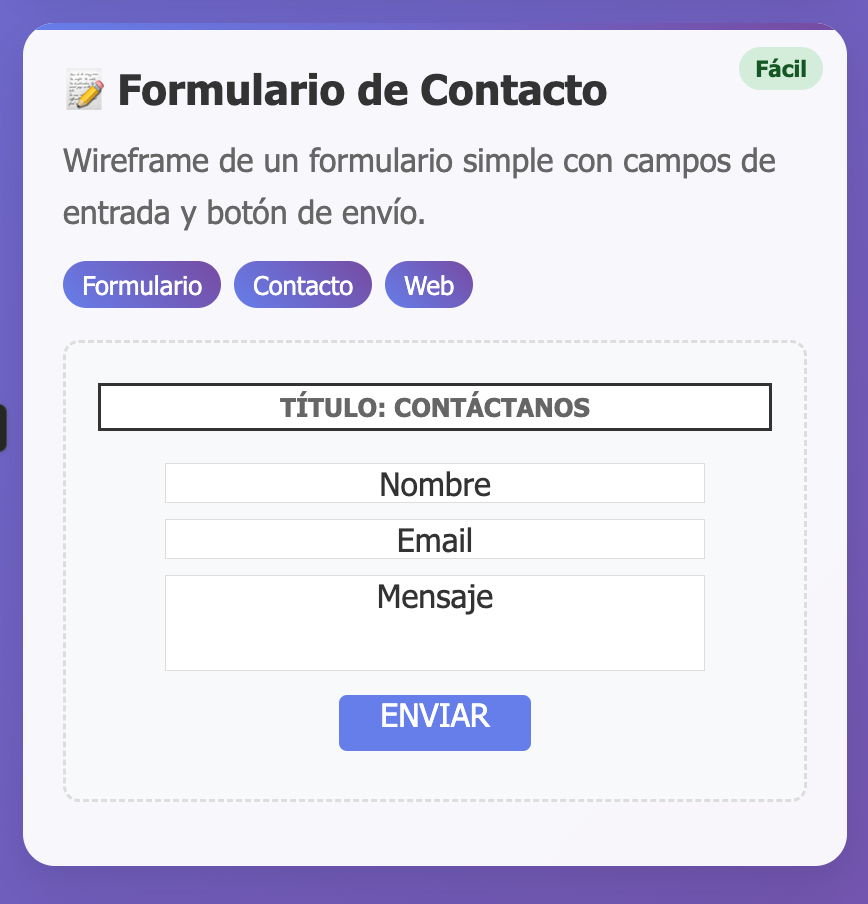 Fácil
📝 Formulario de Contacto
Wireframe de un formulario simple con campos de
entrada y botón de envío.
Formulario Contacto Web
TÍTULO: CONTÁCTANOS
Nombre
Email
Mensaje
ENVIAR